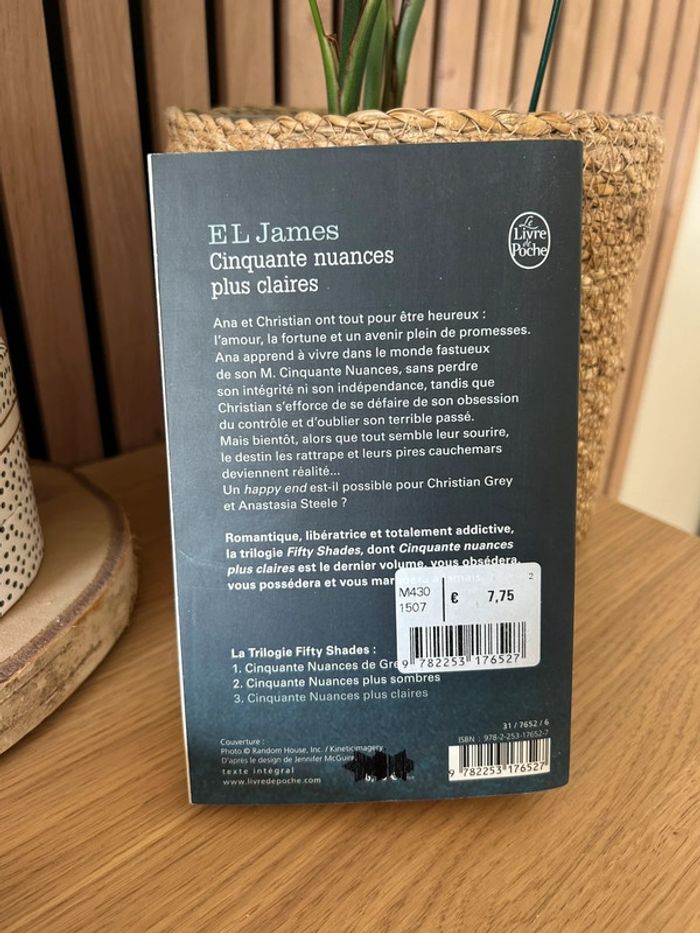 EL James
Cinquante nuances
plus claires
Le
Livre
de
Poche
Ana et Christian ont tout pour être heureux :
l'amour, la fortune et un avenir plein de promesses.
Ana apprend à vivre dans le monde fastueux
de son M. Cinquante Nuances, sans perdre
son intégrité ni son indépendance, tandis que
Christian s'efforce de se défaire de son obsession
du contrôle et d'oublier son terrible passé.
Mais bientôt, alors que tout semble leur sourire,
le destin les rattrape et leurs pires cauchemars
deviennent réalité...
Un happy end est-il possible pour Christian Grey
et Anastasia Steele ?
Romantique, libératrice et totalement addictive,
la trilogie Fifty Shades, dont Cinquante nuances
plus claires est le dernier volume, vous obsédera,
vous possédera et vous
M430
1507
€ 7,75
2
9 782253 176527
La Trilogie Fifty Shades :
1. Cinquante Nuances de Gre
2. Cinquante Nuances plus sombres
3. Cinquante Nuances plus claires
Couverture :
Photo © Random House, Inc. / Kineticimagery
D'après le design de Jennifer McGui
texte intégral
www.livredepoche.com
31 / 7652 / 6
ISBN : 978-2-253-17652-7
9 782253 176527